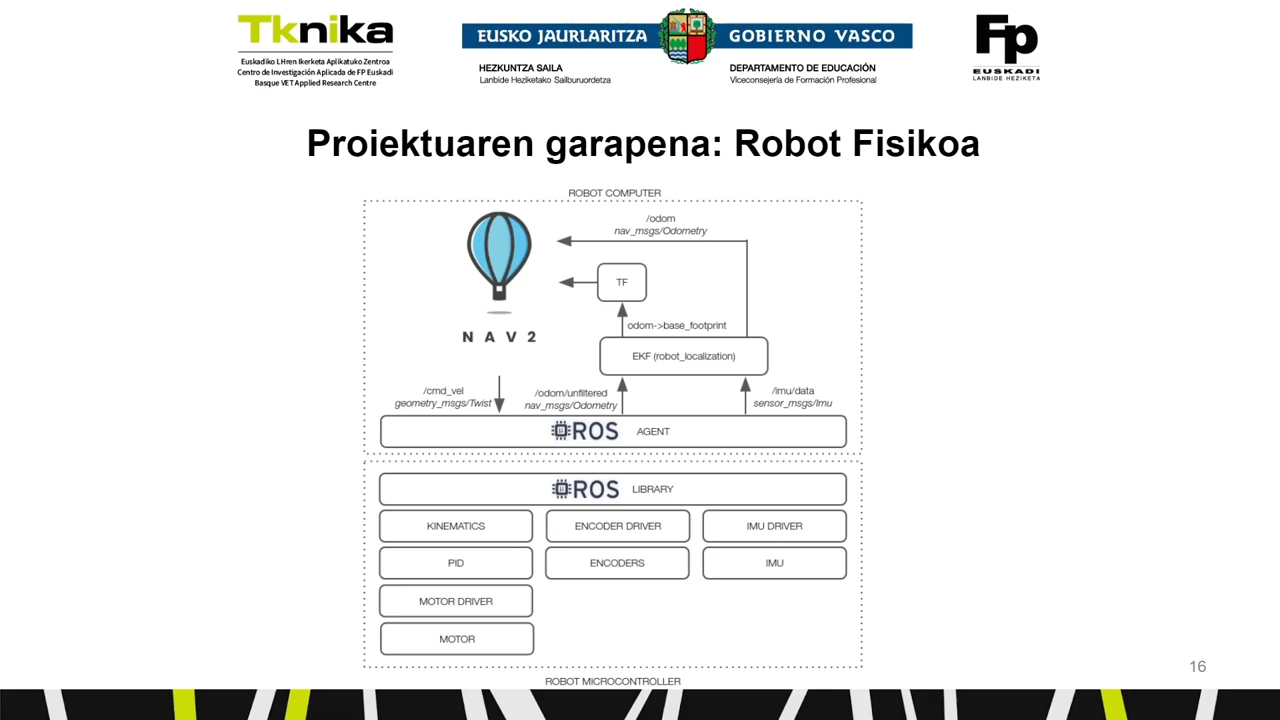 Tknika
Euskadiko LHren Ikerketa Aplikatuko Zentroa
Centro de Investigación Aplicada de FP Euskadi
Basque VET Applied Research Centre
EUSKO JAURLARITZA
GOBIERNO VASCO
HEZKUNTZA SAILA
Lanbide Heziketako Sailburuordetza
DEPARTAMENTO DE EDUCACIÓN
Viceconsejería de Formación Profesional
Fp
EUSKADI
LANBIDE HEZIKETA
Proiektuaren garapena: Robot Fisikoa
ROBOT COMPUTER
/odom
nav_msgs/Odometry
TF
NAV2
odom->base_footprint
EKF (robot_localization)
/cmd_vel
geometry_msgs/Twist
/odom/unfiltered
nav_msgs/Odometry
/imu/data
sensor_msgs/Imu
ROS AGENT
ROS LIBRARY
KINEMATICS
ENCODER DRIVER
IMU DRIVER
PID
ENCODERS
IMU
MOTOR DRIVER
MOTOR
ROBOT MICROCONTROLLER
16